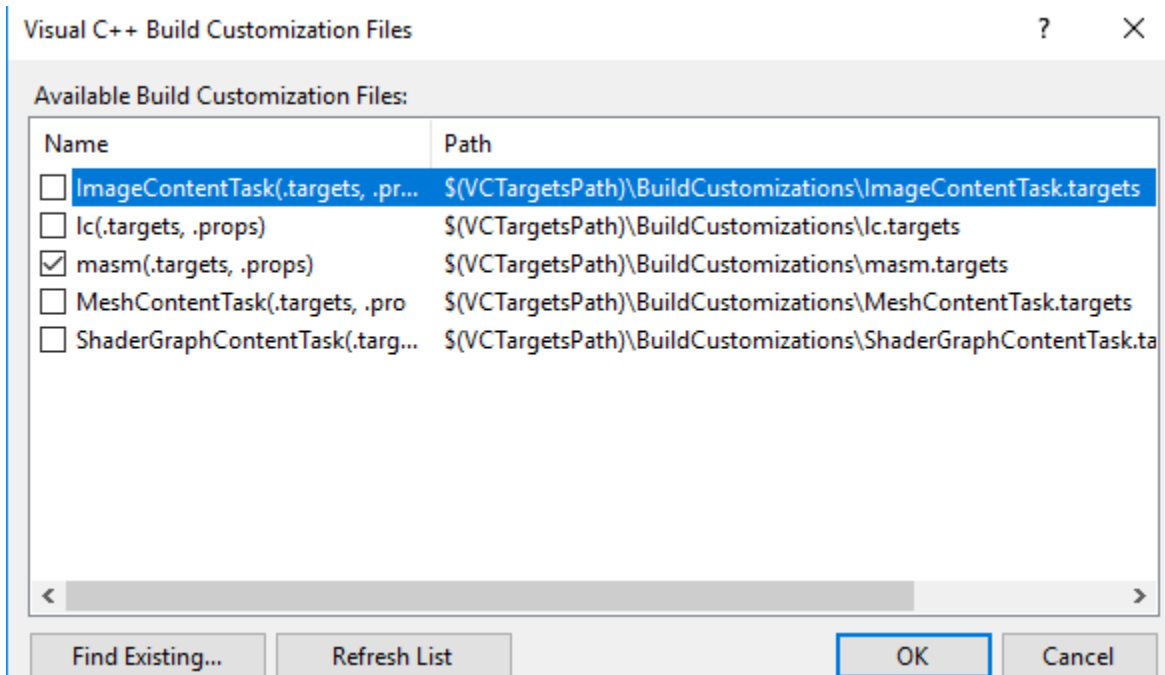 Visual C++ Build Customization Files
Available Build Customization Files:
Name Path
ImageContentTask(.targets, .pr... $(VCTargetsPath)\BuildCustomizations\ImageContentTask.targets
lc(.targets, .props) $(VCTargetsPath)\BuildCustomizations\lc.targets
masm(.targets, .props) $(VCTargetsPath)\BuildCustomizations\masm.targets
MeshContentTask(.targets, .pro $(VCTargetsPath)\BuildCustomizations\MeshContentTask.targets
ShaderGraphContentTask(.targ... $(VCTargetsPath)\BuildCustomizations\ShaderGraphContentTask.ta
Find Existing... Refresh List OK Cancel